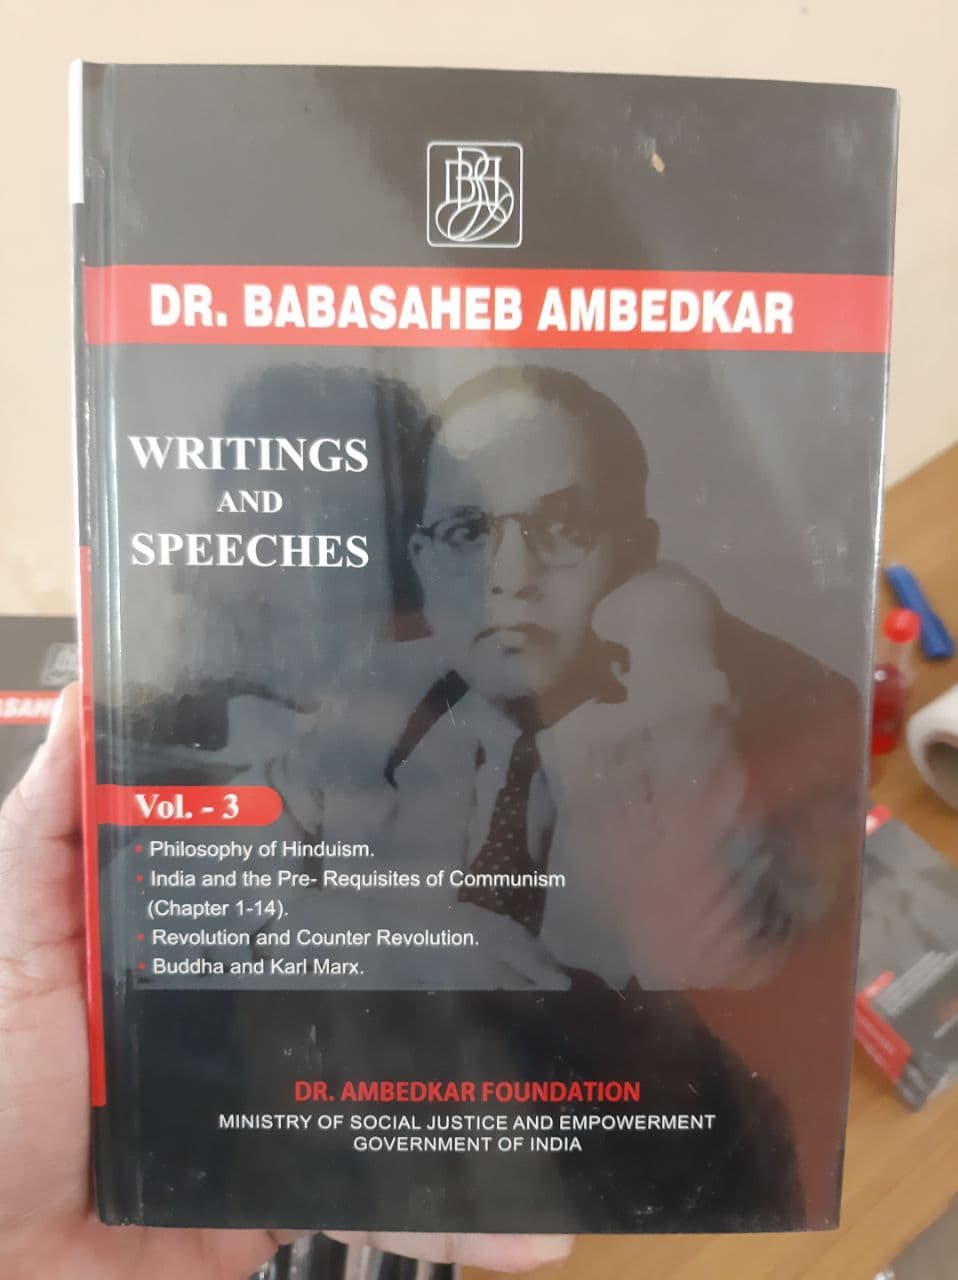 DR. BABASAHEB AMBEDKAR
WRITINGS
AND
SPEECHES
Vol. - 3
Philosophy of Hinduism.
India and the Pre- Requisites of Communism
(Chapter 1-14).
Revolution and Counter Revolution.
Buddha and Karl Marx.
DR. AMBEDKAR FOUNDATION
MINISTRY OF SOCIAL JUSTICE AND EMPOWERMENT
GOVERNMENT OF INDIA